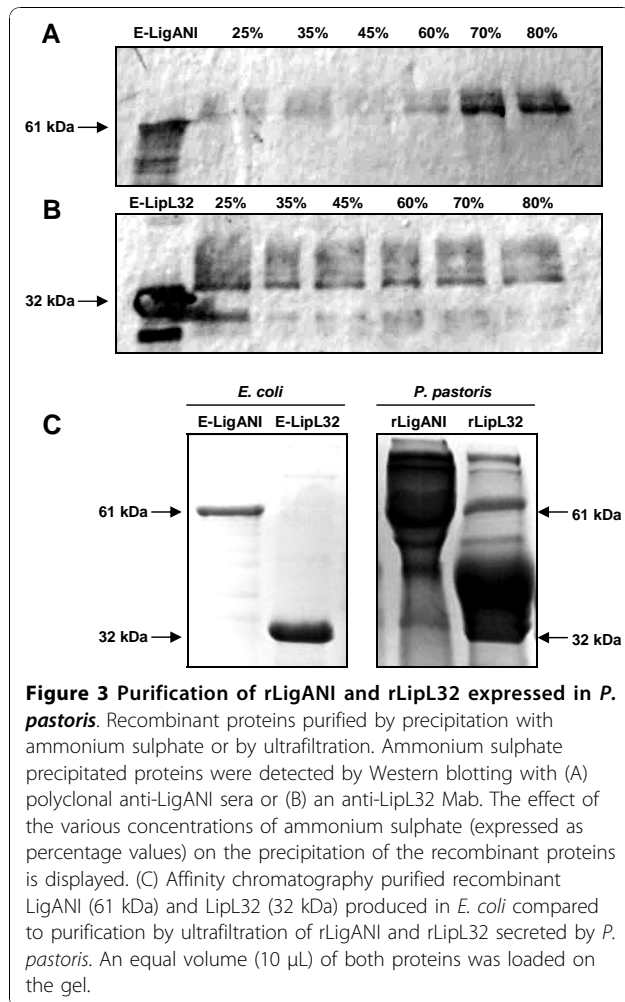 A
E-LigANI 25% 35% 45% 60% 70% 80%
61 kDa
B
E-LipL32 25% 35% 45% 60% 70% 80%
32 kDa
E. coli P. pastoris
C E-LigANI E-LipL32 rLigANI rLipL32
61 kDa 61 kDa
32 kDa 32 kDa
Figure 3 Purification of rLigANI and rLipL32 expressed in P.
pastoris. Recombinant proteins purified by precipitation with
ammonium sulphate or by ultrafiltration. Ammonium sulphate
precipitated proteins were detected by Western blotting with (A)
polyclonal anti-LigANI sera or (B) an anti-LipL32 Mab. The effect of
the various concentrations of ammonium sulphate (expressed as
percentage values) on the precipitation of the recombinant proteins
is displayed. (C) Affinity chromatography purified recombinant
LigANI (61 kDa) and LipL32 (32 kDa) produced in E. coli compared
to purification by ultrafiltration of rLigANI and rLipL32 secreted by P.
pastoris. An equal volume (10 μL) of both proteins was loaded on
the gel.